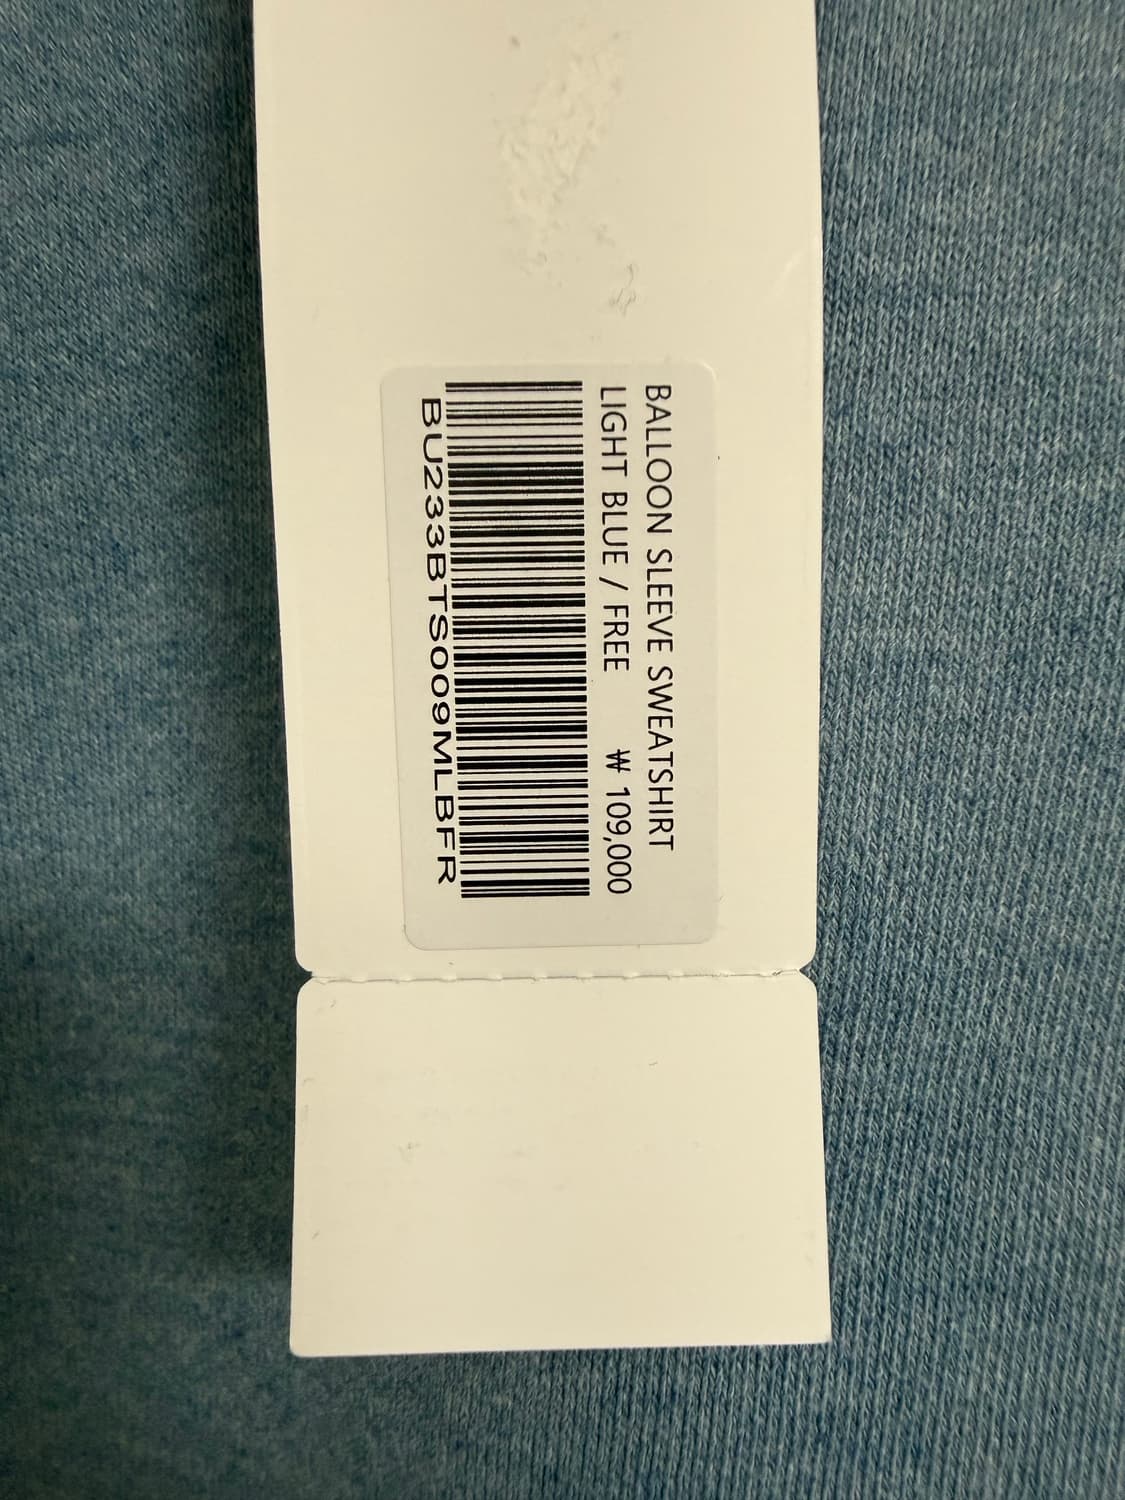 BALLOON SLEEVE SWEATSHIRT
LIGHT BLUE / FREE ₩ 109,000
BU233BTS009MLBFR